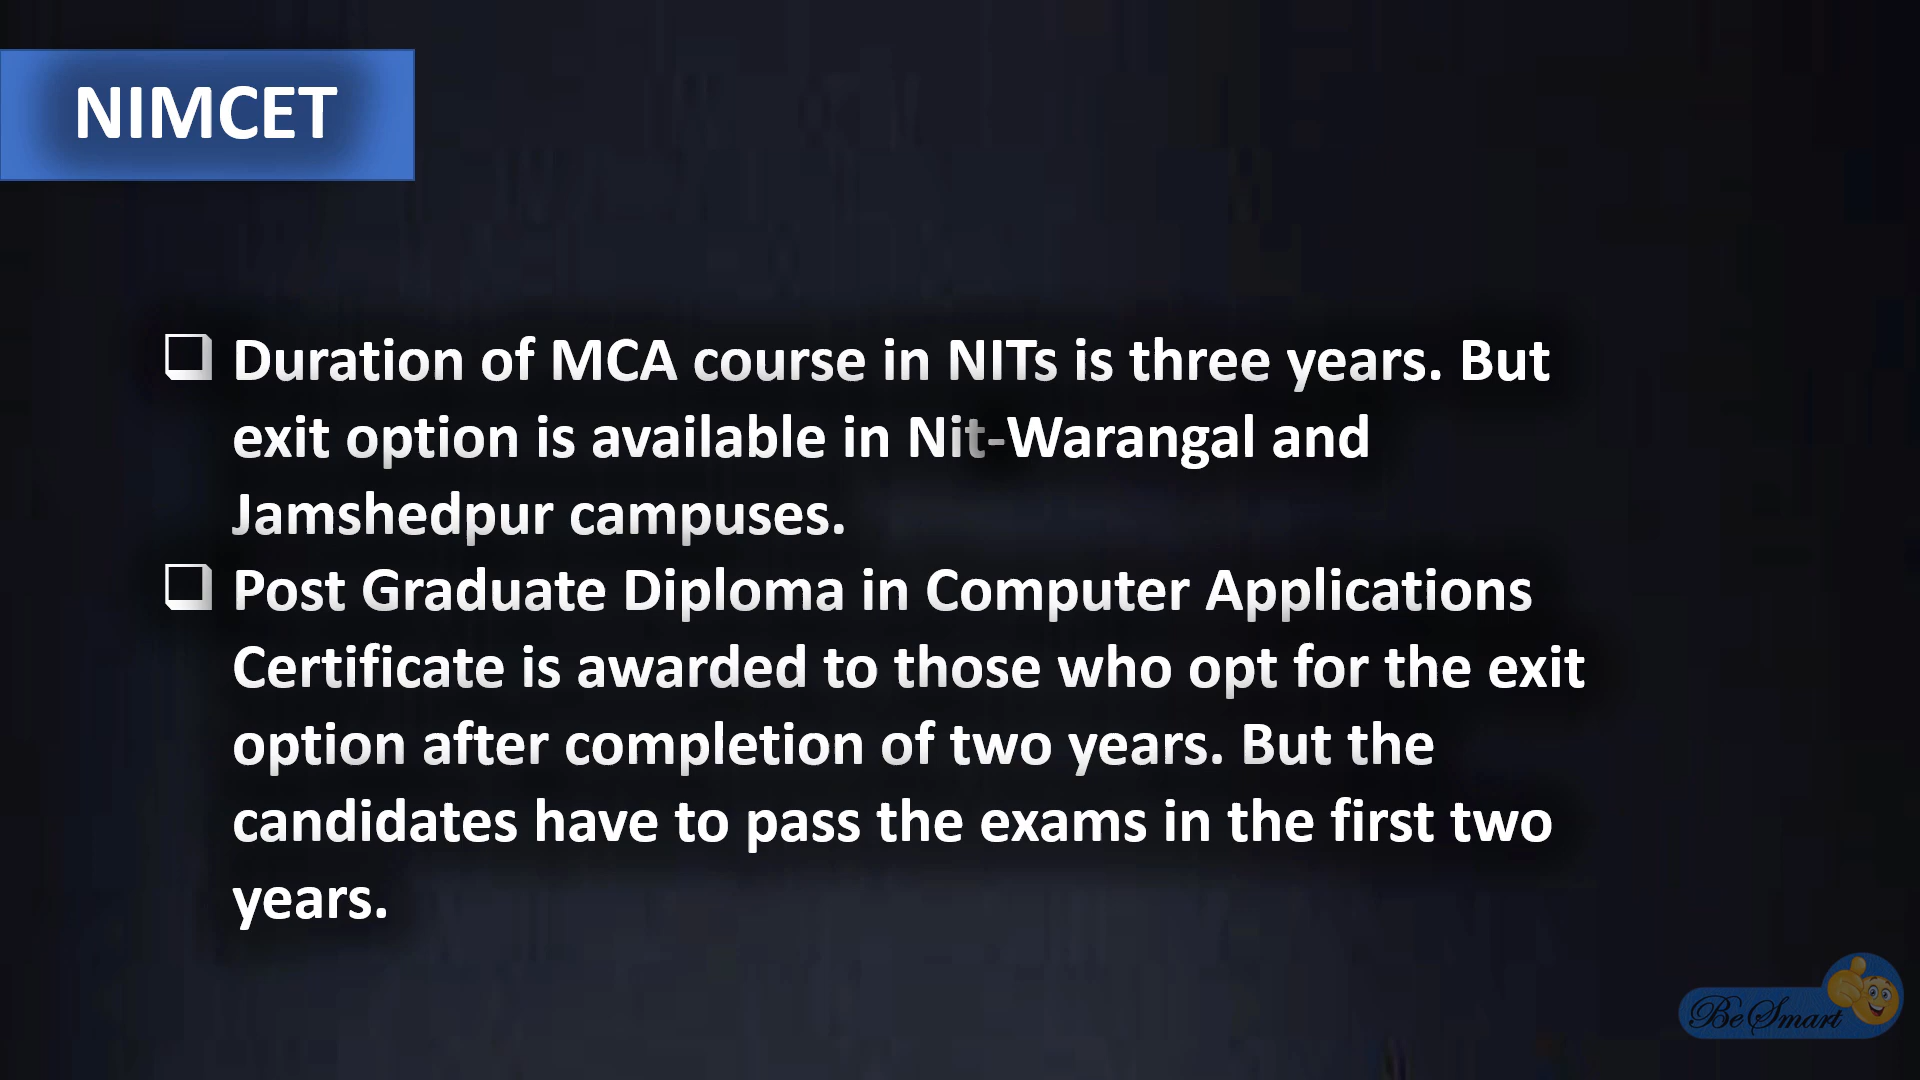 NIMCET
Duration of MCA course in NITs is three years. But
exit option is available in Nit-Warangal and
Jamshedpur campuses.
Post Graduate Diploma in Computer Applications
Certificate is awarded to those who opt for the exit
option after completion of two years. But the
candidates have to pass the exams in the first two
years.
Be Smart